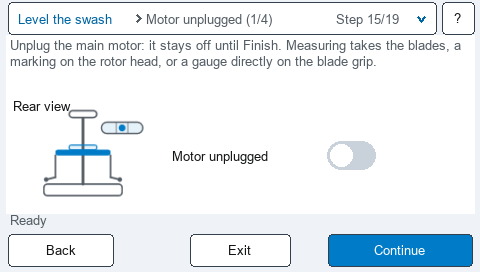 Level the swash > Motor unplugged (1/4) Step 15/19 ?
Unplug the main motor: it stays off until Finish. Measuring takes the blades, a
marking on the rotor head, or a gauge directly on the blade grip.
Rear view
Motor unplugged
Ready
Back Exit Continue